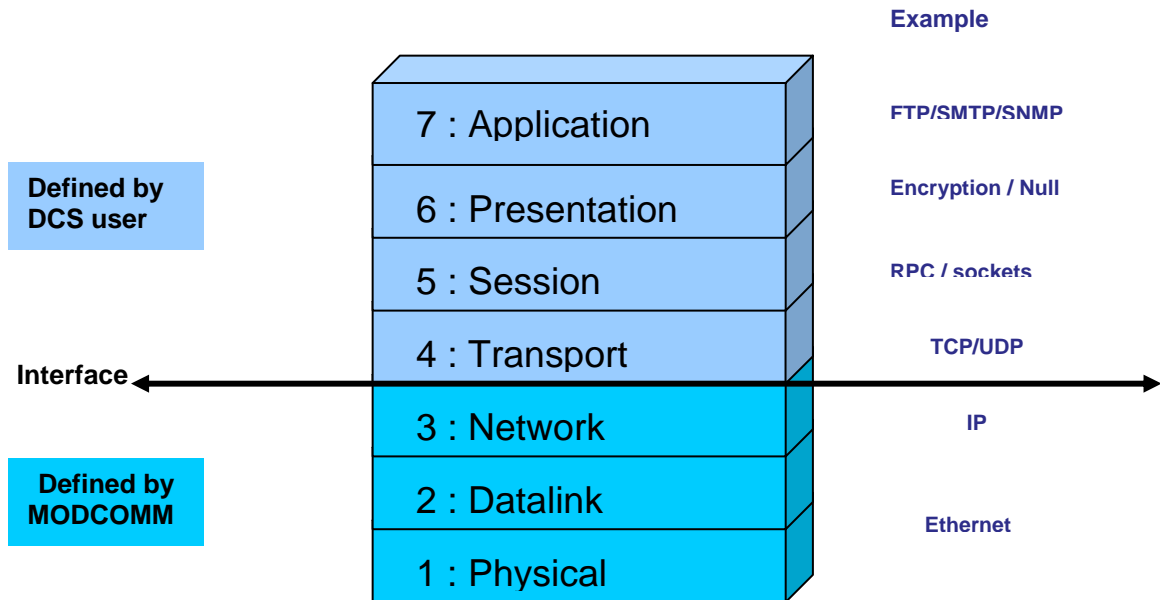 Example
7 : Application
FTP/SMTP/SNMP
Defined by
DCS user
6 : Presentation
Encryption / Null
5 : Session
RPC / sockets
4 : Transport
TCP/UDP
Interface
3 : Network
IP
Defined by
MODCOMM
2 : Datalink
Ethernet
1 : Physical